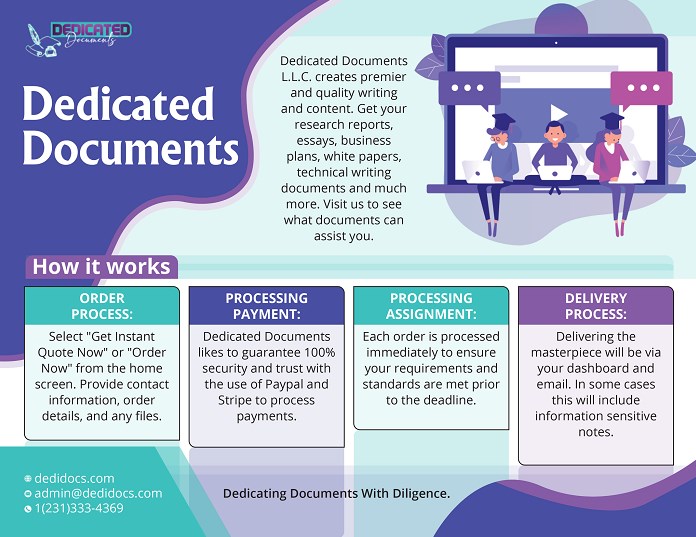 DEDICATED
Documents
Dedicated
Documents
Dedicated Documents
L.L.C. creates premier
and quality writing
and content. Get your
research reports,
essays, business
plans, white papers,
technical writing
documents and much
more. Visit us to see
what documents can
assist you.
How it works
ORDER
PROCESS:
Select "Get Instant
Quote Now" or "Order
Now" from the home
screen. Provide contact
information, order
details, and any files.
PROCESSING
PAYMENT:
Dedicated Documents
likes to guarantee 100%
security and trust with
the use of Paypal and
Stripe to process
payments.
PROCESSING
ASSIGNMENT:
Each order is processed
immediately to ensure
your requirements and
standards are met prior
to the deadline.
DELIVERY
PROCESS:
Delivering the
masterpiece will be via
your dashboard and
email. In some cases
this will include
information sensitive
notes.
dedidocs.com
admin@dedidocs.com
1(231)333-4369
Dedicating Documents With Diligence.